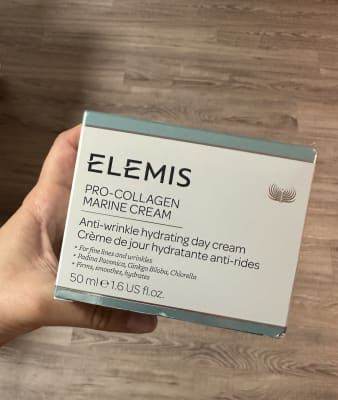 ELEMIS
PRO-COLLAGEN
MARINE CREAM
Anti-wrinkle hydrating day cream
Crème de jour hydratante anti-rides
• For fine lines and wrinkles
• Padina Pavonica, Ginkgo Biloba, Chlorella
• Firms, smoothes, hydrates
50 ml ℮ 1.6 US fl.oz.